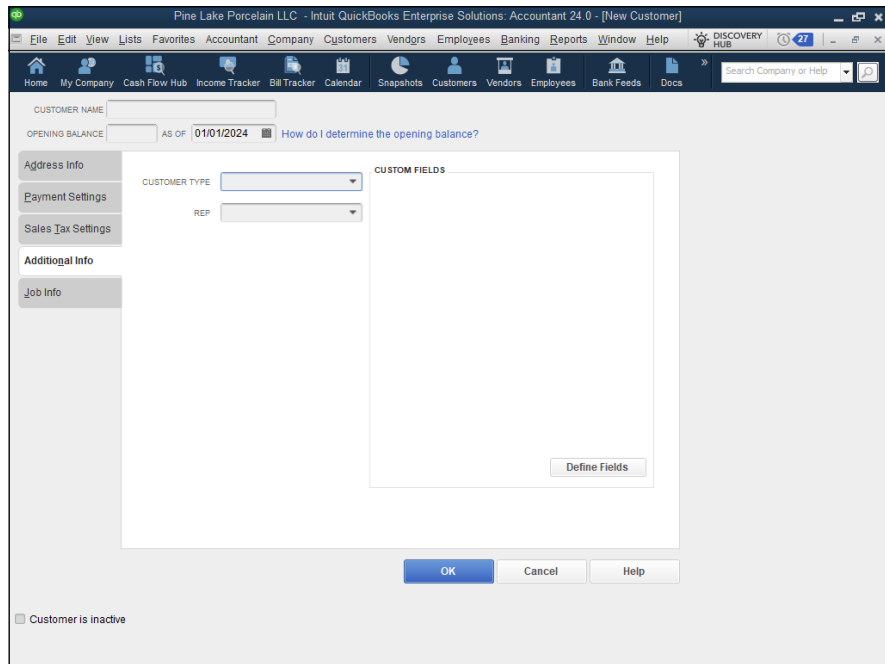 qb Pine Lake Porcelain LLC - Intuit QuickBooks Enterprise Solutions: Accountant 24.0 - [New Customer]
File Edit View Lists Favorites Accountant Company Customers Vendors Employees Banking Reports Window Help DISCOVERY HUB 27
Home My Company Cash Flow Hub Income Tracker Bill Tracker Calendar Snapshots Customers Vendors Employees Bank Feeds Docs » Search Company or Help
CUSTOMER NAME
OPENING BALANCE AS OF 01/01/2024 How do I determine the opening balance?
Address Info
Payment Settings
Sales Tax Settings
Additional Info
Job Info
CUSTOMER TYPE
REP
CUSTOM FIELDS
Define Fields
OK Cancel Help
Customer is inactive